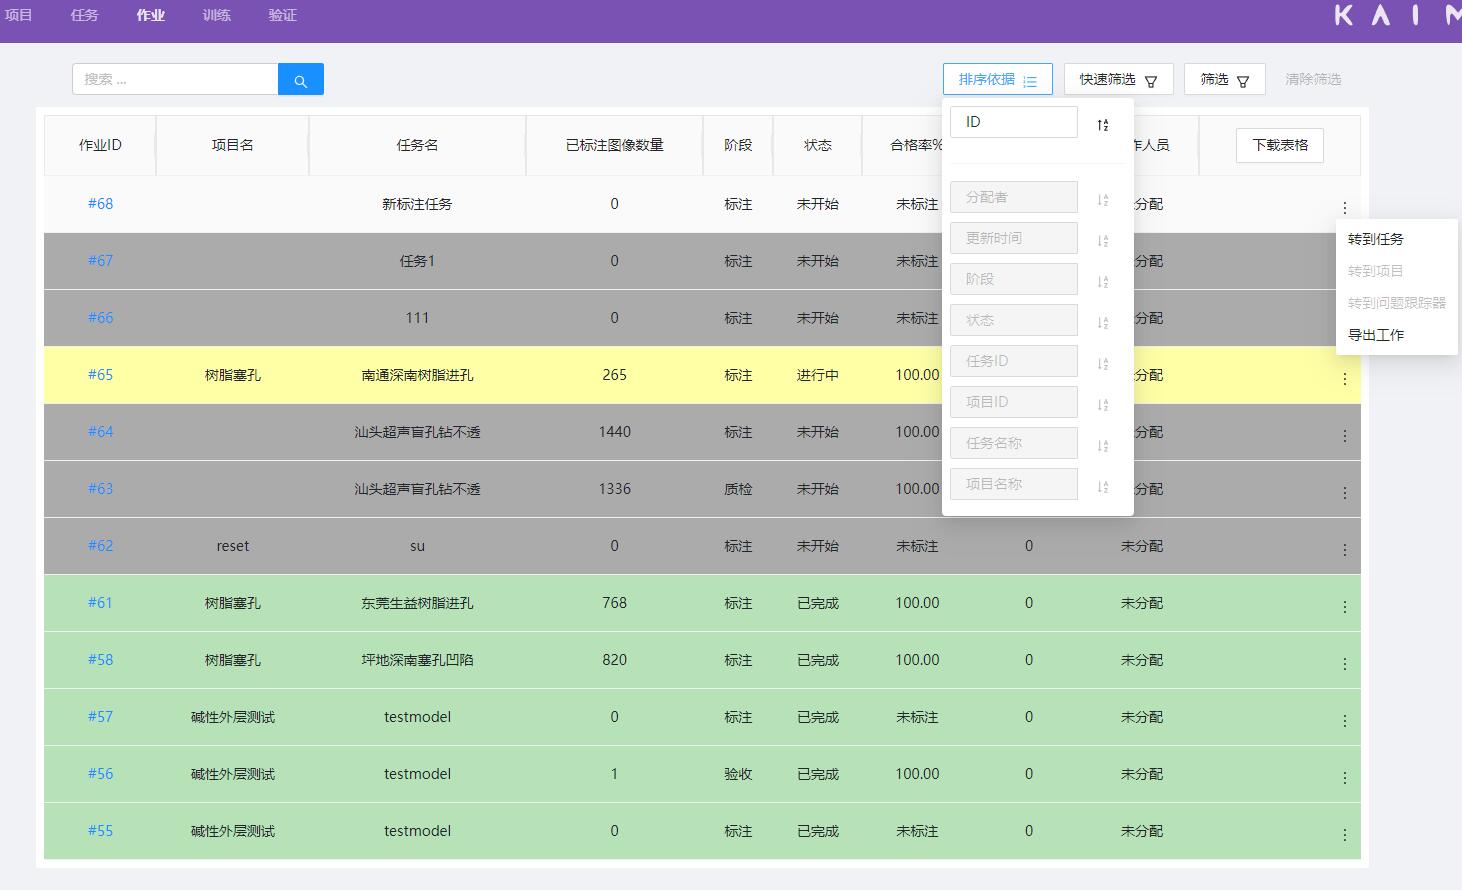 项目 任务 作业 训练 验证 KAIM
搜索 ... 排序依据 快速筛选 筛选 清除筛选
作业ID 项目名 任务名 已标注图像数量 阶段 状态 合格率% 作人员 下载表格
#68 新标注任务 0 标注 未开始 未标注 分配
#67 任务1 0 标注 未开始 未标注 分配
#66 111 0 标注 未开始 未标注 分配
#65 树脂塞孔 南通深南树脂进孔 265 标注 进行中 100.00 分配
#64 汕头超声盲孔钻不透 1440 标注 未开始 100.00 分配
#63 汕头超声盲孔钻不透 1336 质检 未开始 100.00 分配
#62 reset su 0 标注 未开始 未标注 0 未分配
#61 树脂塞孔 东莞生益树脂进孔 768 标注 已完成 100.00 0 未分配
#58 树脂塞孔 坪地深南塞孔凹陷 820 标注 已完成 100.00 0 未分配
#57 碱性外层测试 testmodel 0 标注 已完成 未标注 0 未分配
#56 碱性外层测试 testmodel 1 验收 已完成 100.00 0 未分配
#55 碱性外层测试 testmodel 0 标注 已完成 未标注 0 未分配
ID
分配者
更新时间
阶段
状态
任务ID
项目ID
任务名称
项目名称
转到任务
转到项目
转到问题跟踪器
导出工作